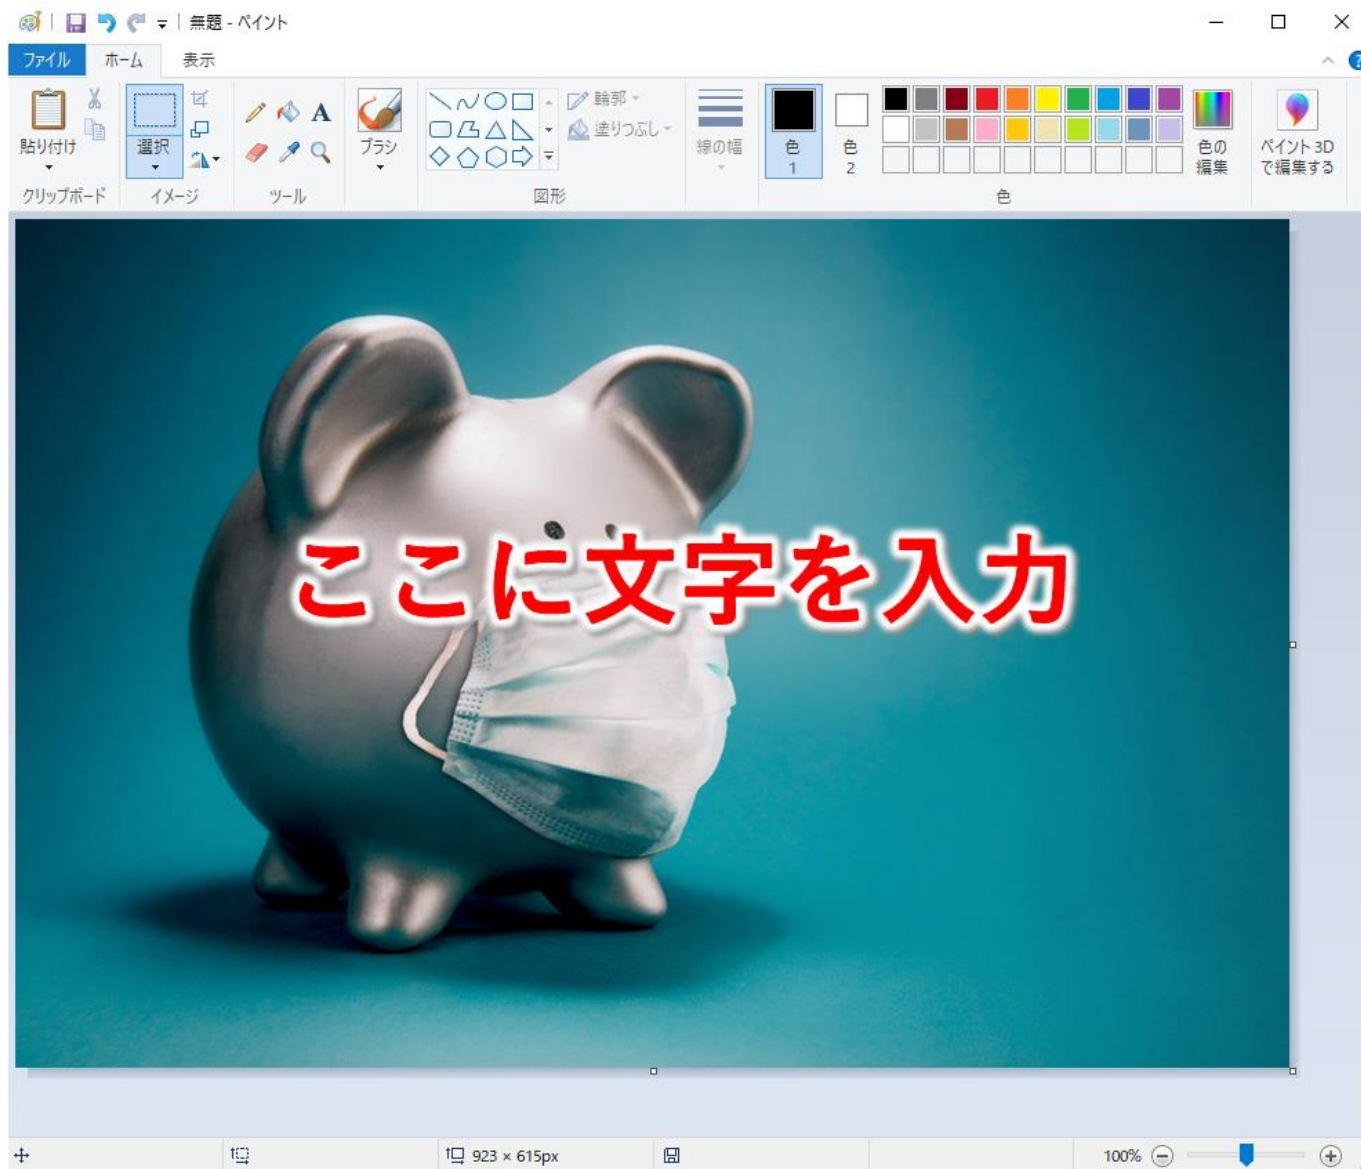 無題 - ペイント
ファイル ホーム 表示
貼り付け
クリップボード
選択
イメージ
A
ツール
ブラシ
輪郭
塗りつぶし
図形
線の幅
色
1
色
2
色の
編集
色
ペイント 3D
で編集する
ここに文字を入力
923 × 615px
100%